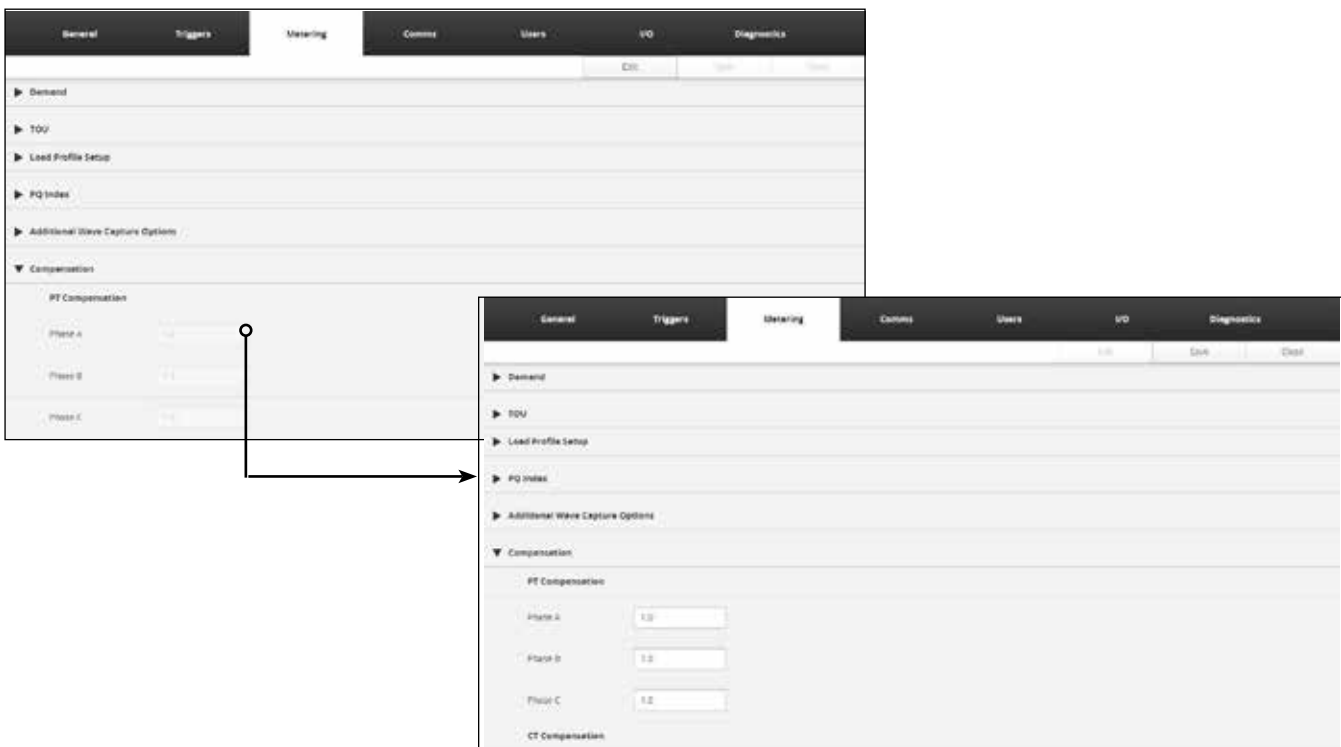 General Triggers Metering Comms Users I/O Diagnostics
Edit
Demand
TOU
Load Profile Setup
PQ Index
Additional Wave Capture Options
Compensation
PT Compensation
Phase A
Phase B
Phase C
General Triggers Metering Comms Users I/O Diagnostics
Edit Save
Demand
TOU
Load Profile Setup
PQ Index
Additional Wave Capture Options
Compensation
PT Compensation
Phase A 1.0
Phase B 1.0
Phase C 1.0
CT Compensation